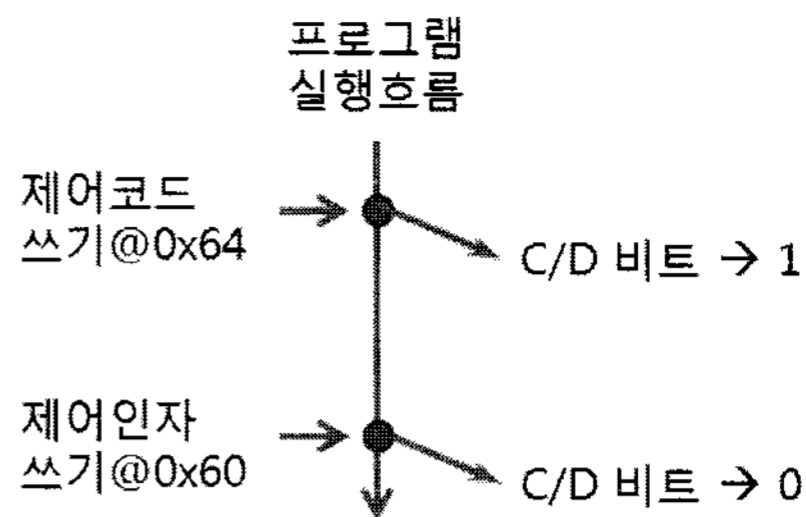 프로그램
실행흐름
제어코드
쓰기@0x64
C/D 비트 → 1
제어인자
쓰기@0x60
C/D 비트 → 0